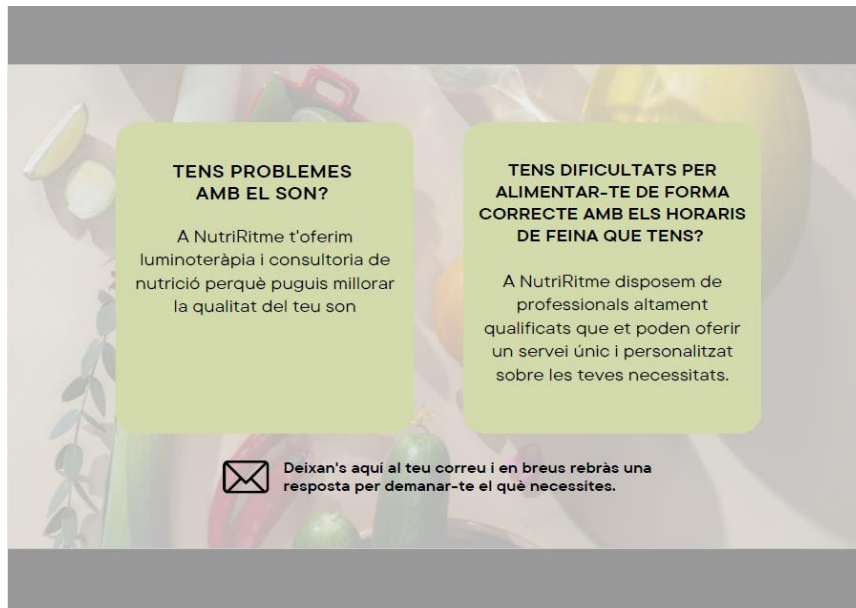 TENS PROBLEMES
AMB EL SON?
A NutriRitme t'oferim
luminoteràpia i consultoria de
nutrició perquè puguis millorar
la qualitat del teu son
TENS DIFICULTATS PER
ALIMENTAR-TE DE FORMA
CORRECTE AMB ELS HORARIS
DE FEINA QUE TENS?
A NutriRitme disposem de
professionals altament
qualificats que et poden oferir
un servei únic i personalitzat
sobre les teves necessitats.
Deixan's aquí al teu correu i en breus rebràs una
resposta per demanar-te el què necessites.